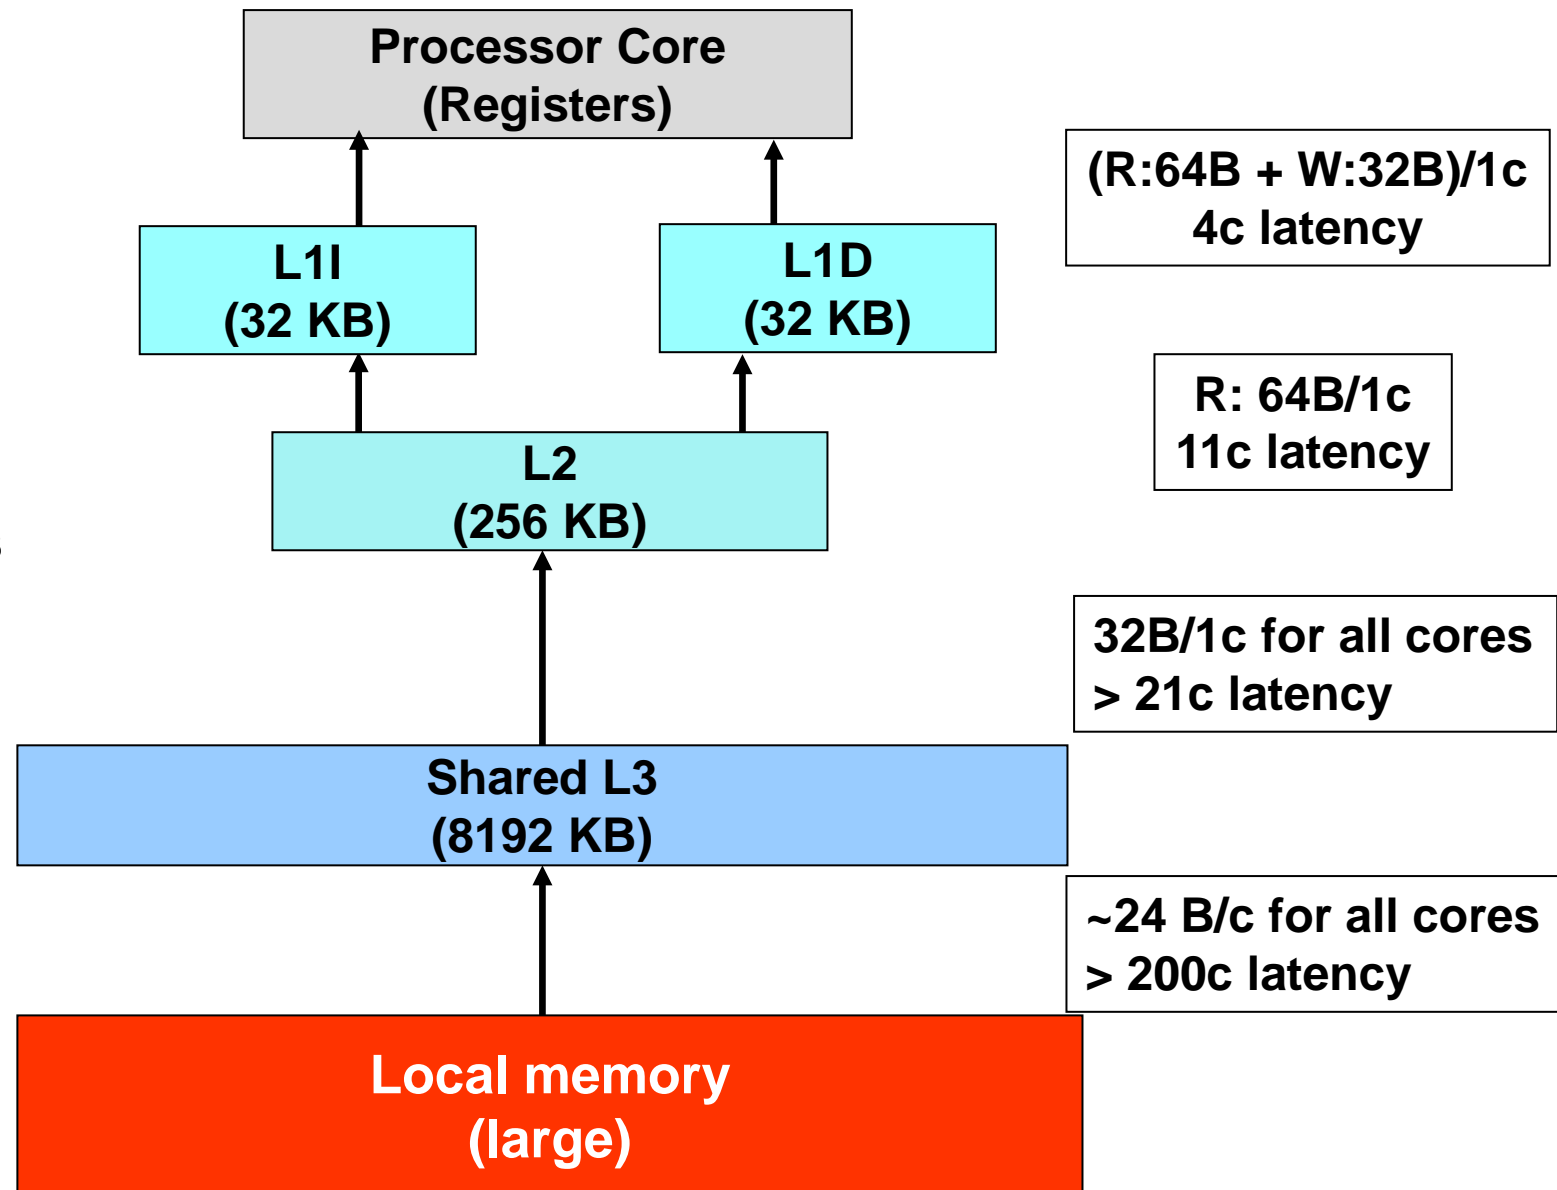 Processor Core
(Registers)
(R:64B + W:32B)/1c
4c latency
L1I
(32 KB)
L1D
(32 KB)
R: 64B/1c
11c latency
L2
(256 KB)
32B/1c for all cores
> 21c latency
Shared L3
(8192 KB)
~24 B/c for all cores
> 200c latency
Local memory
(large)